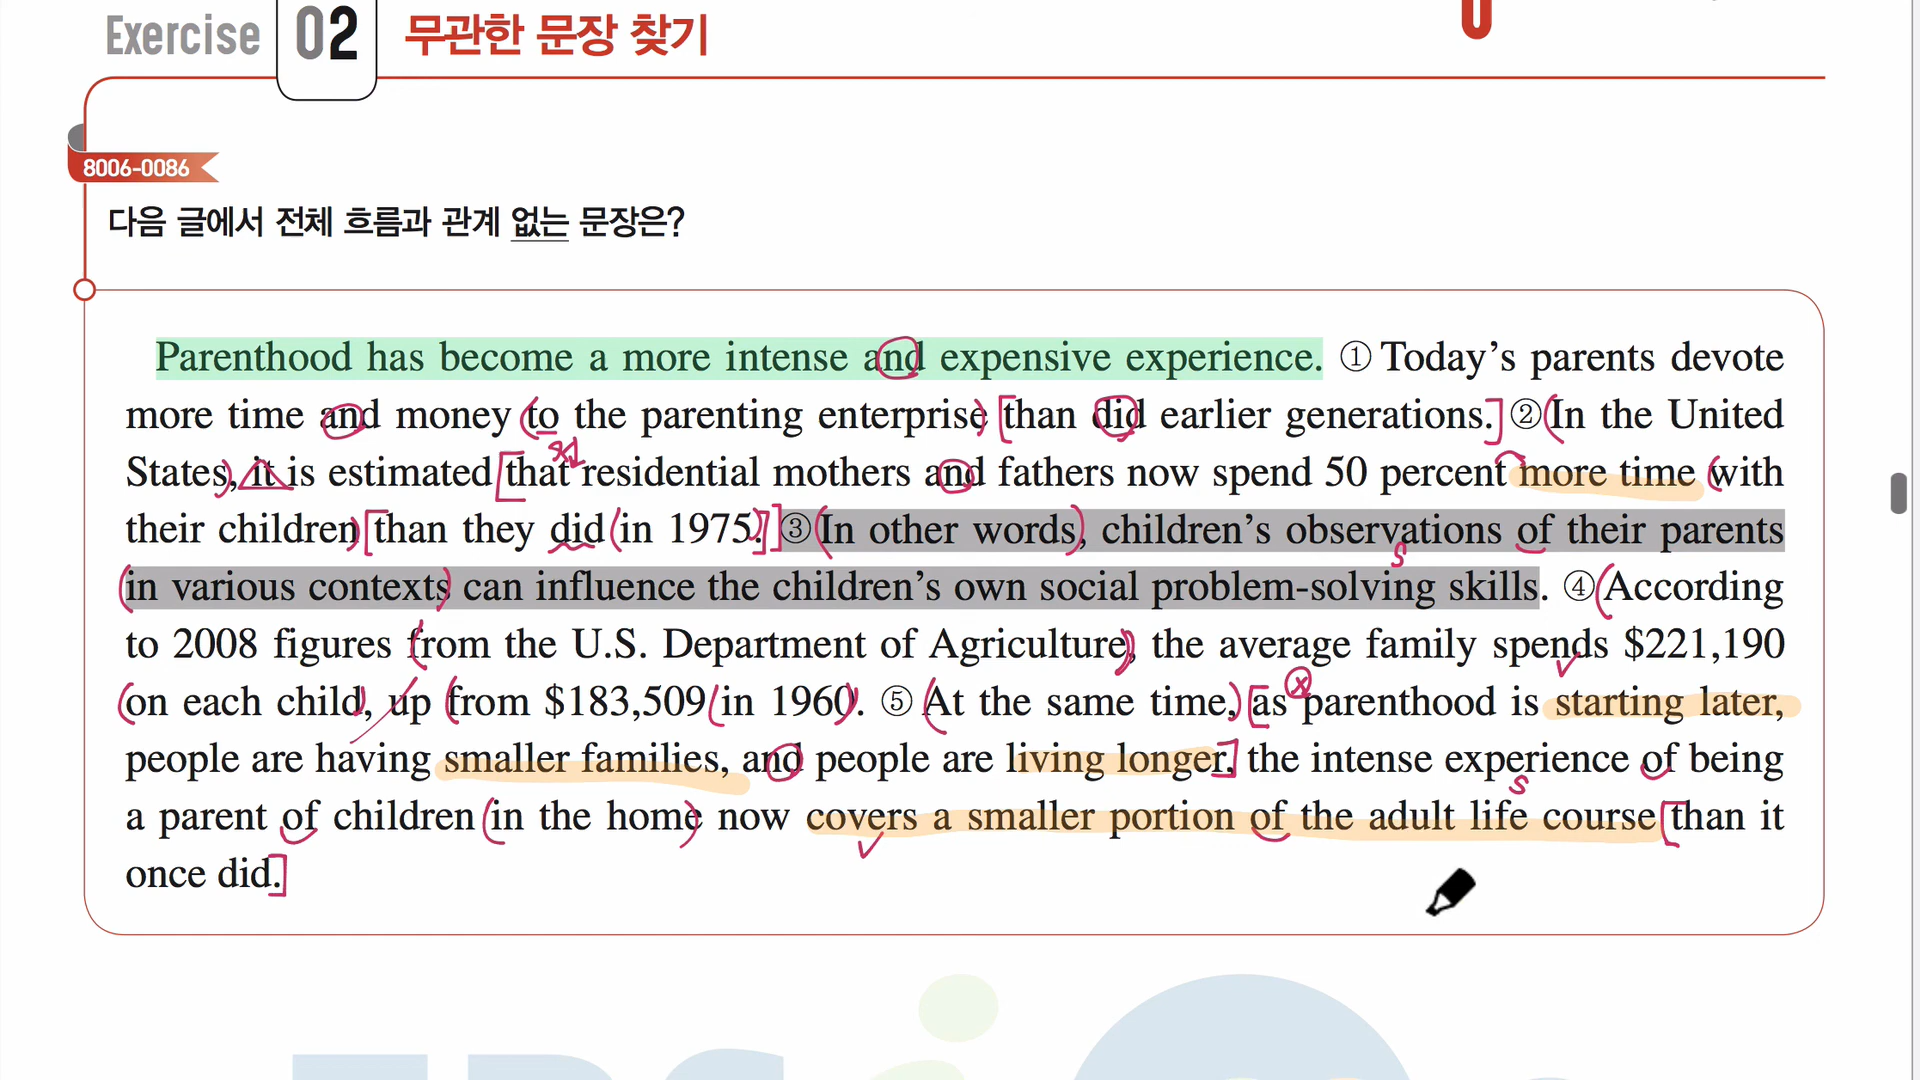 Exercise 02 무관한 문장 찾기
8006-0086
다음 글에서 전체 흐름과 관계 없는 문장은?
Parenthood has become a more intense and expensive experience. ① Today's parents devote
more time and money to the parenting enterprise than did earlier generations. ② In the United
States, it is estimated that residential mothers and fathers now spend 50 percent more time with
their children than they did in 1975. ③ In other words, children's observations of their parents
in various contexts can influence the children's own social problem-solving skills. ④ According
to 2008 figures from the U.S. Department of Agriculture, the average family spends $221,190
on each child, up from $183,509 in 1960. ⑤ At the same time, as parenthood is starting later,
people are having smaller families, and people are living longer, the intense experience of being
a parent of children in the home now covers a smaller portion of the adult life course than it
once did.